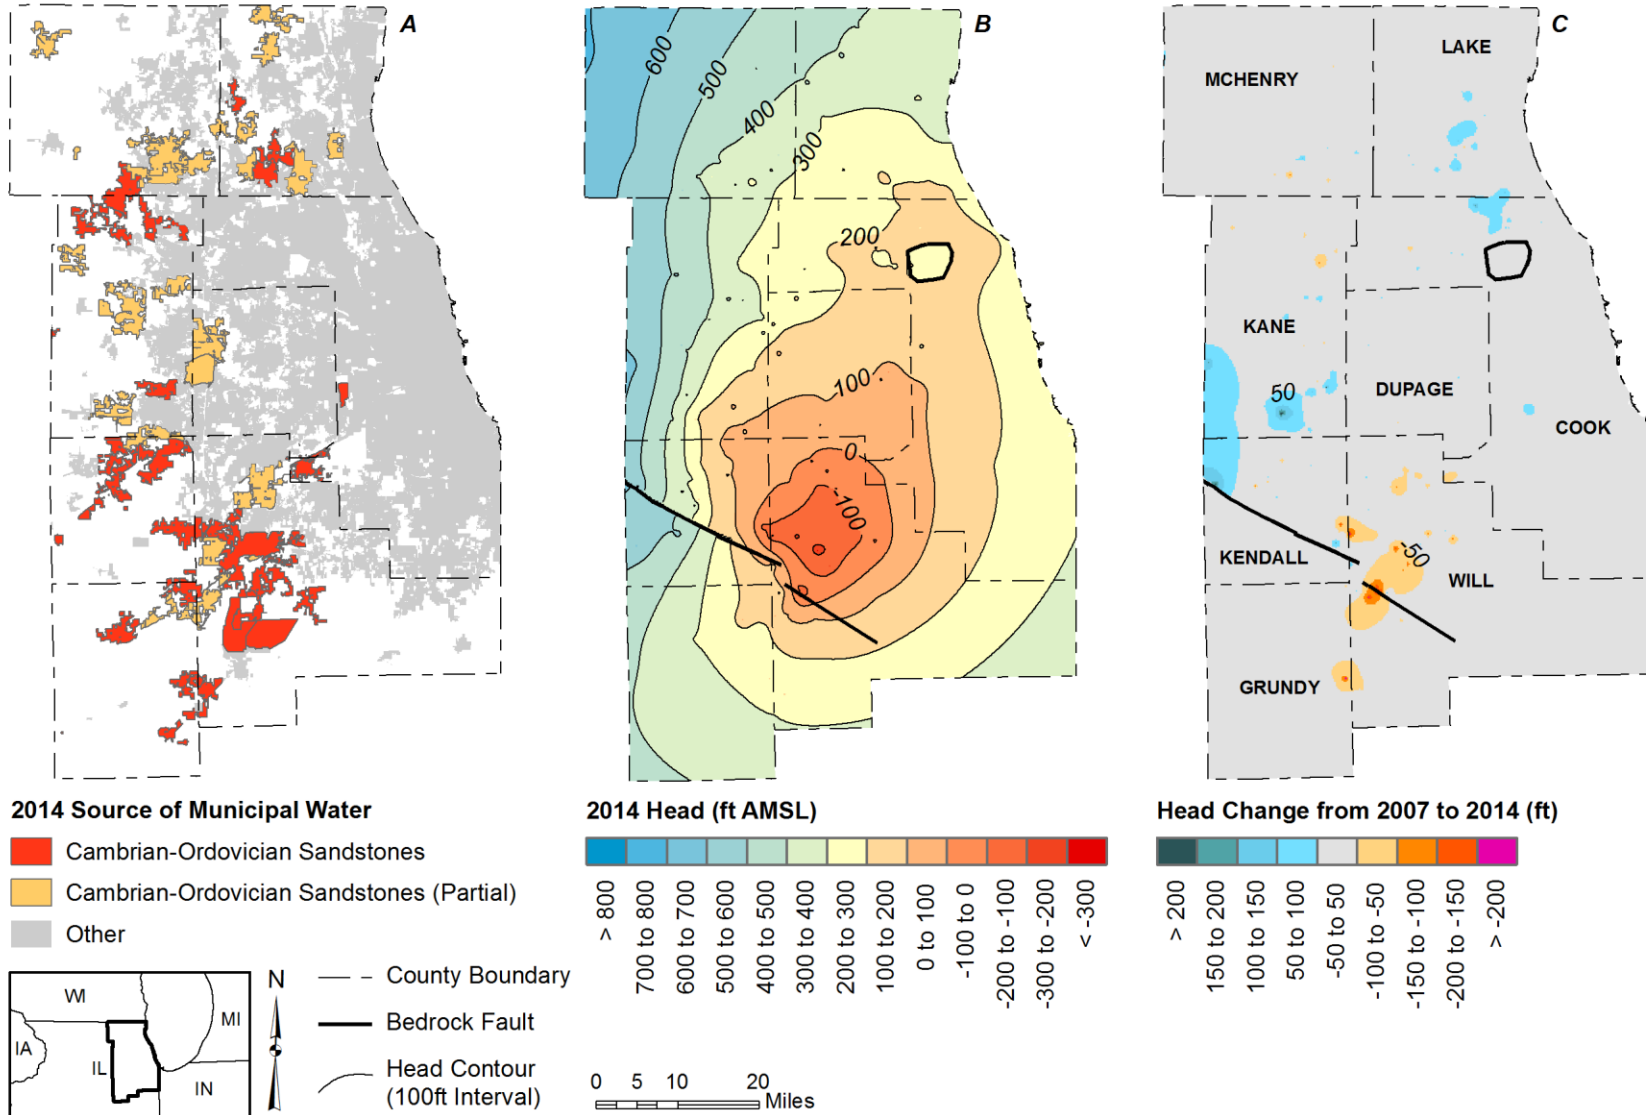 A
B
C
600
500
400
300
200
100
0
-100
MCHENRY
LAKE
KANE
50
DUPAGE
COOK
-50
KENDALL
WILL
GRUNDY
2014 Source of Municipal Water
Cambrian-Ordovician Sandstones
Cambrian-Ordovician Sandstones (Partial)
Other
2014 Head (ft AMSL)
> 800
700 to 800
600 to 700
500 to 600
400 to 500
300 to 400
200 to 300
100 to 200
0 to 100
-100 to 0
-200 to -100
-300 to -200
< -300
Head Change from 2007 to 2014 (ft)
> 200
150 to 200
100 to 150
50 to 100
-50 to 50
-100 to -50
-150 to -100
-200 to -150
> -200
WI
MI
IA
IL
IN
N
County Boundary
Bedrock Fault
Head Contour
(100ft Interval)
0 5 10 20
Miles